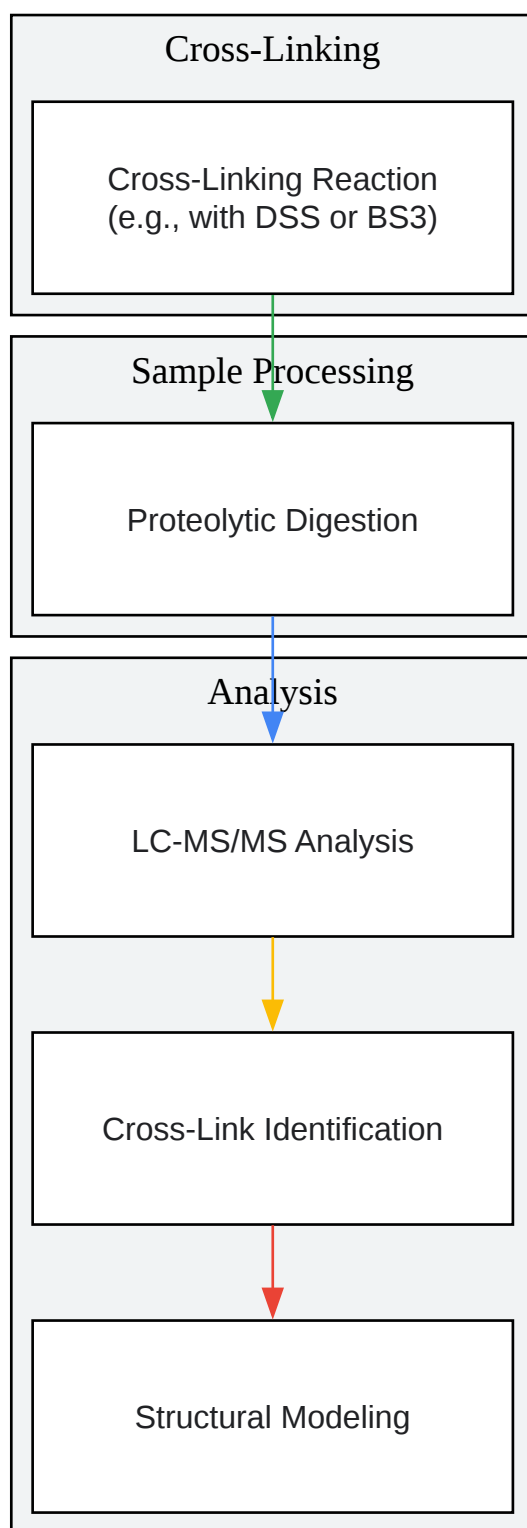 Cross-Linking
Cross-Linking Reaction
(e.g., with DSS or BS3)
Sample Processing
Proteolytic Digestion
Analysis
LC-MS/MS Analysis
Cross-Link Identification
Structural Modeling